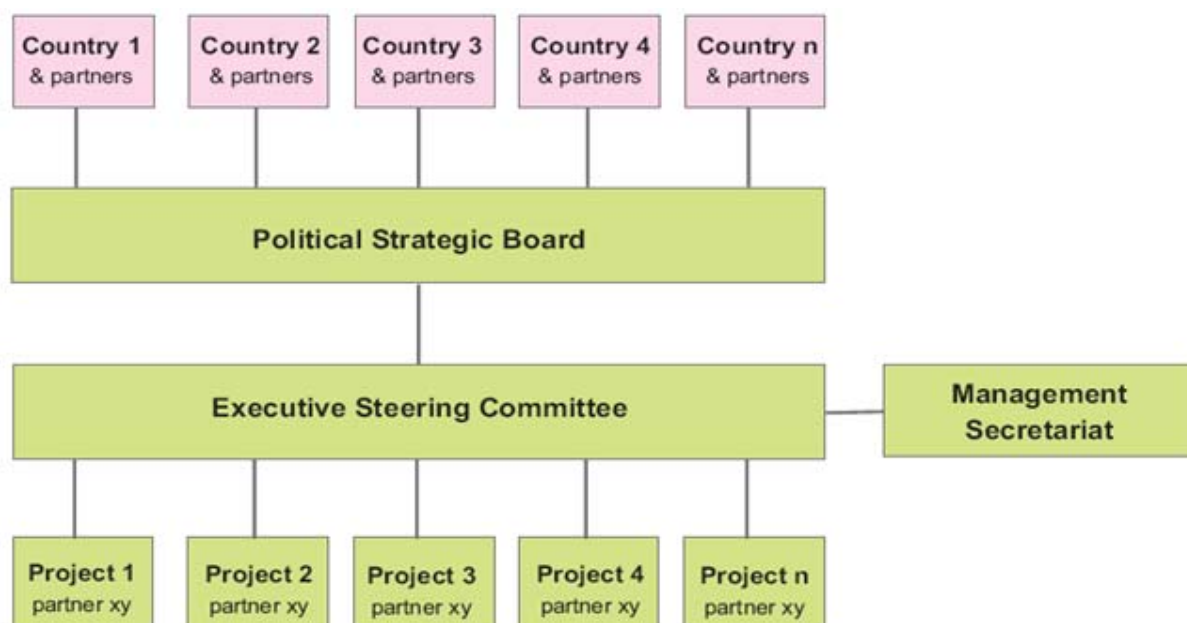 Country 1
& partners
Country 2
& partners
Country 3
& partners
Country 4
& partners
Country n
& partners
Political Strategic Board
Executive Steering Committee
Management
Secretariat
Project 1
partner xy
Project 2
partner xy
Project 3
partner xy
Project 4
partner xy
Project n
partner xy